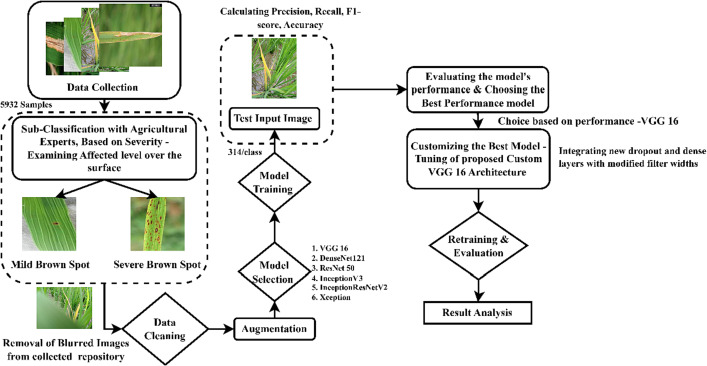 Data Collection
5932 Samples
Sub-Classification with Agricultural
Experts, Based on Severity -
Examining Affected level over the
surface
Mild Brown Spot
Severe Brown Spot
Removal of Blurred Images
from collected repository
Data
Cleaning
Augmentation
Model
Selection
1. VGG 16
2. DenseNet121
3. ResNet 50
4. InceptionV3
5. InceptionResNetV2
6. Xception
Model
Training
314/class
Test Input Image
Calculating Precision, Recall, F1-
score, Accuracy
Evaluating the model's
performance & Choosing the
Best Performance model
Choice based on performance -VGG 16
Customizing the Best Model -
Tuning of proposed Custom
VGG 16 Architecture
Integrating new dropout and dense
layers with modified filter widths
Retraining &
Evaluation
Result Analysis